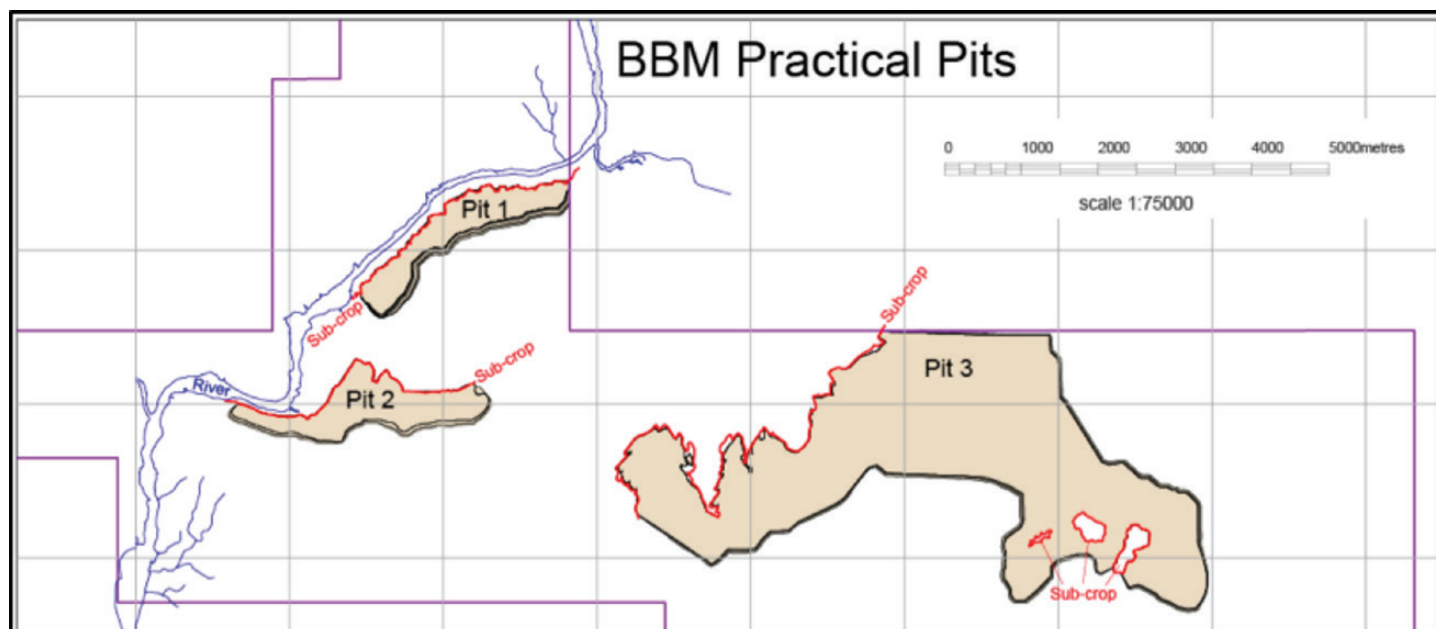 BBM Practical Pits
0 1000 2000 3000 4000 5000metres
scale 1:75000
Pit 1
Sub-crop
Sub-crop
Pit 3
Sub-crop
River
Pit 2
Sub-crop